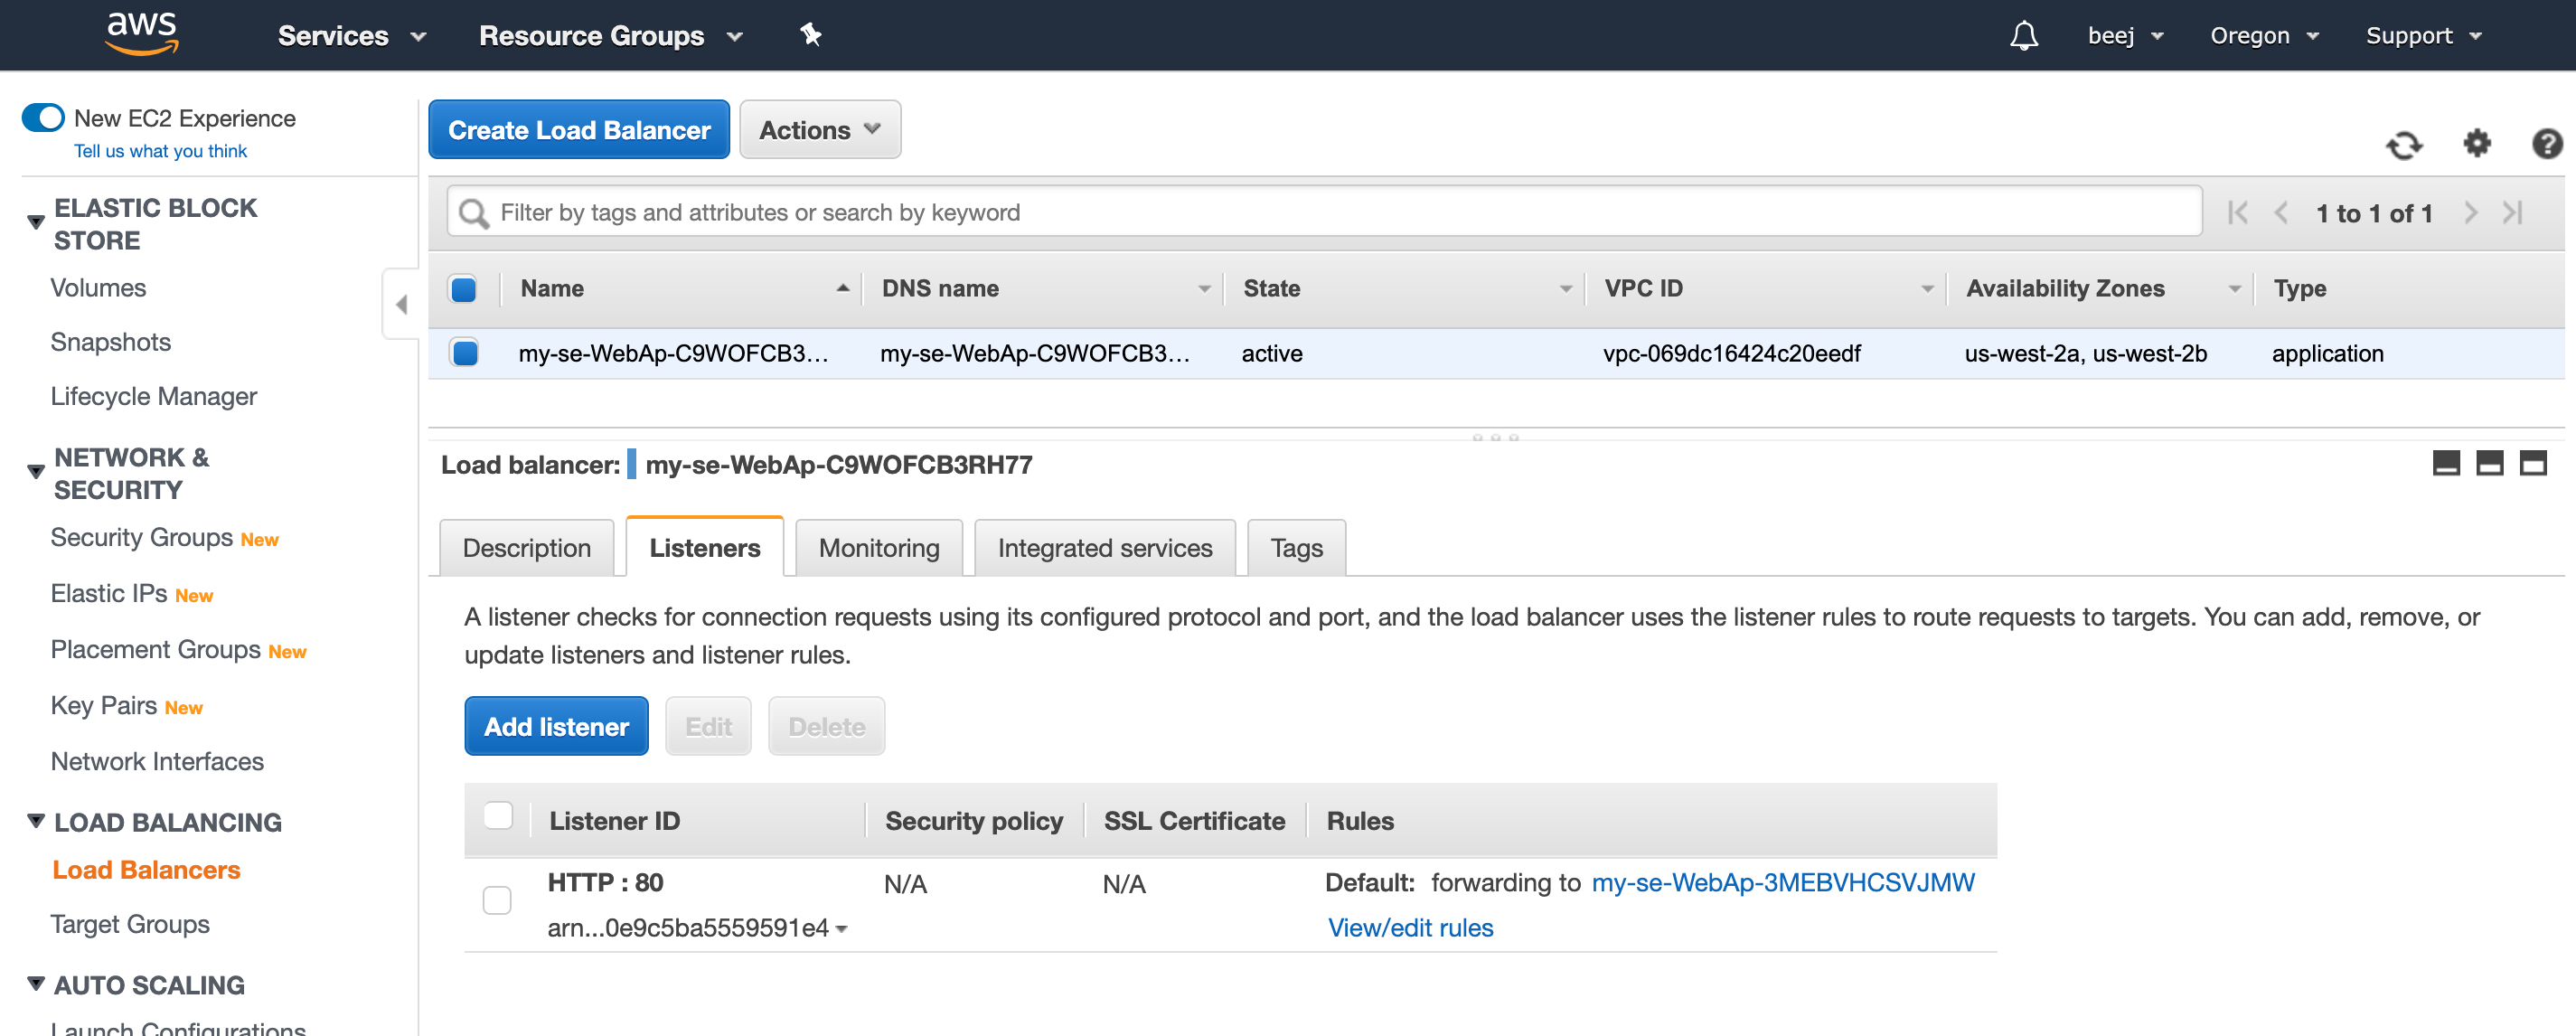 aws Services Resource Groups beej Oregon Support
New EC2 Experience
Tell us what you think
ELASTIC BLOCK
STORE
Volumes
Snapshots
Lifecycle Manager
NETWORK &
SECURITY
Security Groups New
Elastic IPs New
Placement Groups New
Key Pairs New
Network Interfaces
LOAD BALANCING
Load Balancers
Target Groups
AUTO SCALING
Launch Configurations
Create Load Balancer Actions
Filter by tags and attributes or search by keyword 1 to 1 of 1
Name DNS name State VPC ID Availability Zones Type
my-se-WebAp-C9WOFCB3... my-se-WebAp-C9WOFCB3... active vpc-069dc16424c20eedf us-west-2a, us-west-2b application
Load balancer: my-se-WebAp-C9WOFCB3RH77
Description Listeners Monitoring Integrated services Tags
A listener checks for connection requests using its configured protocol and port, and the load balancer uses the listener rules to route requests to targets. You can add, remove, or
update listeners and listener rules.
Add listener Edit Delete
Listener ID Security policy SSL Certificate Rules
HTTP : 80 N/A N/A Default: forwarding to my-se-WebAp-3MEBVHCSVJMW
arn...0e9c5ba5559591e4 View/edit rules